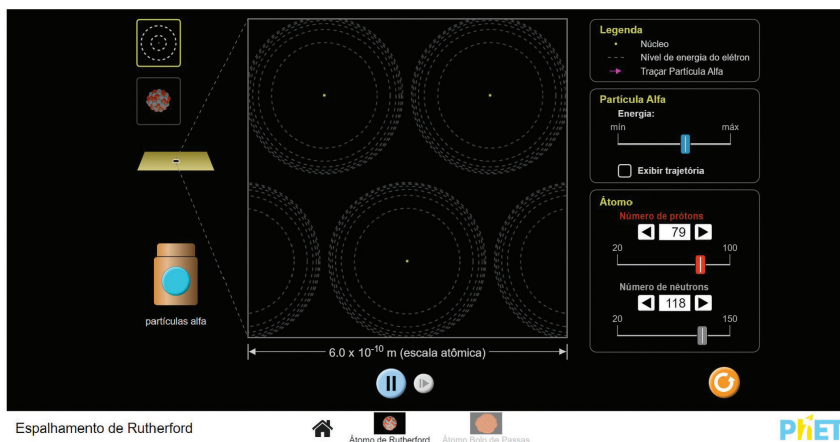 Legenda
Núcleo
Nível de energia do elétron
Traçar Partícula Alfa
Partícula Alfa
Energia:
mín máx
Exibir trajetória
Átomo
Número de prótons
79
20 100
Número de nêutrons
118
20 150
partículas alfa
6.0 x 10⁻¹⁰ m (escala atômica)
Espalhamento de Rutherford
Átomo de Rutherford
Átomo Bolo de Passas
PhET